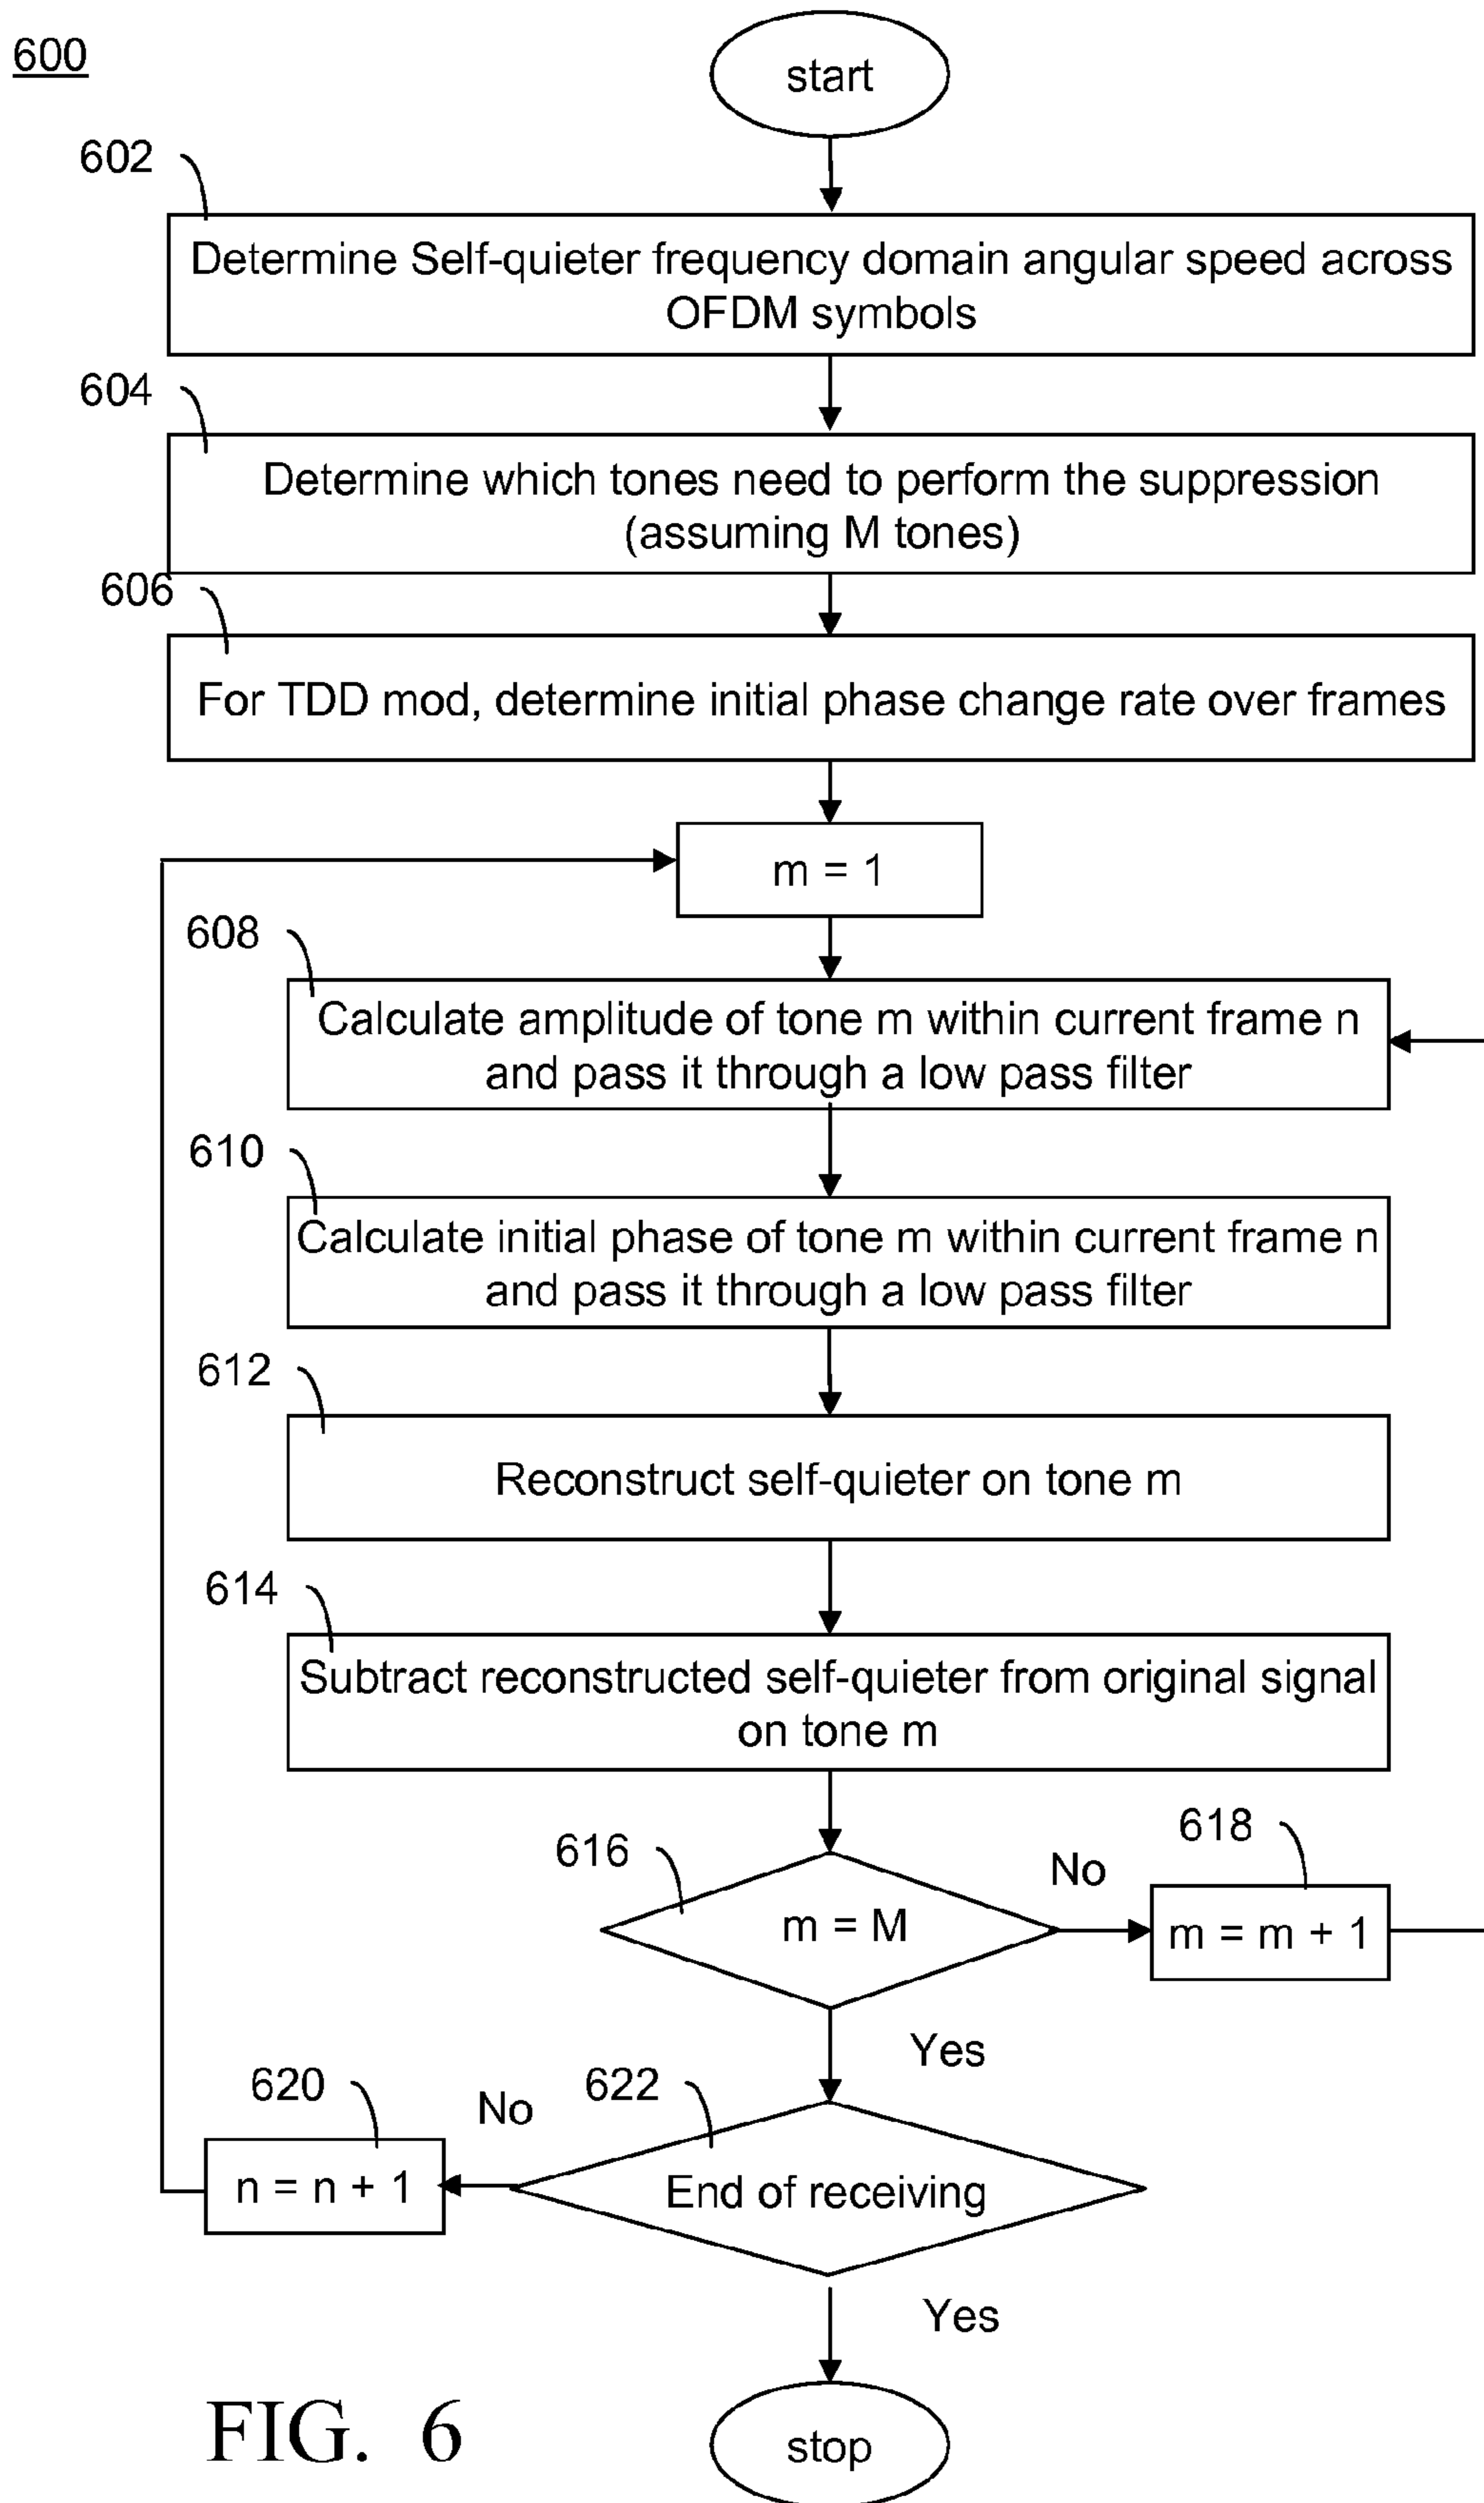 600
start
602
Determine Self-quieter frequency domain angular speed across
OFDM symbols
604
Determine which tones need to perform the suppression
(assuming M tones)
606
For TDD mod, determine initial phase change rate over frames
m = 1
608
Calculate amplitude of tone m within current frame n
and pass it through a low pass filter
610
Calculate initial phase of tone m within current frame n
and pass it through a low pass filter
612
Reconstruct self-quieter on tone m
614
Subtract reconstructed self-quieter from original signal
on tone m
616
m = M
No
618
m = m + 1
Yes
620
n = n + 1
No
622
End of receiving
Yes
stop
FIG. 6